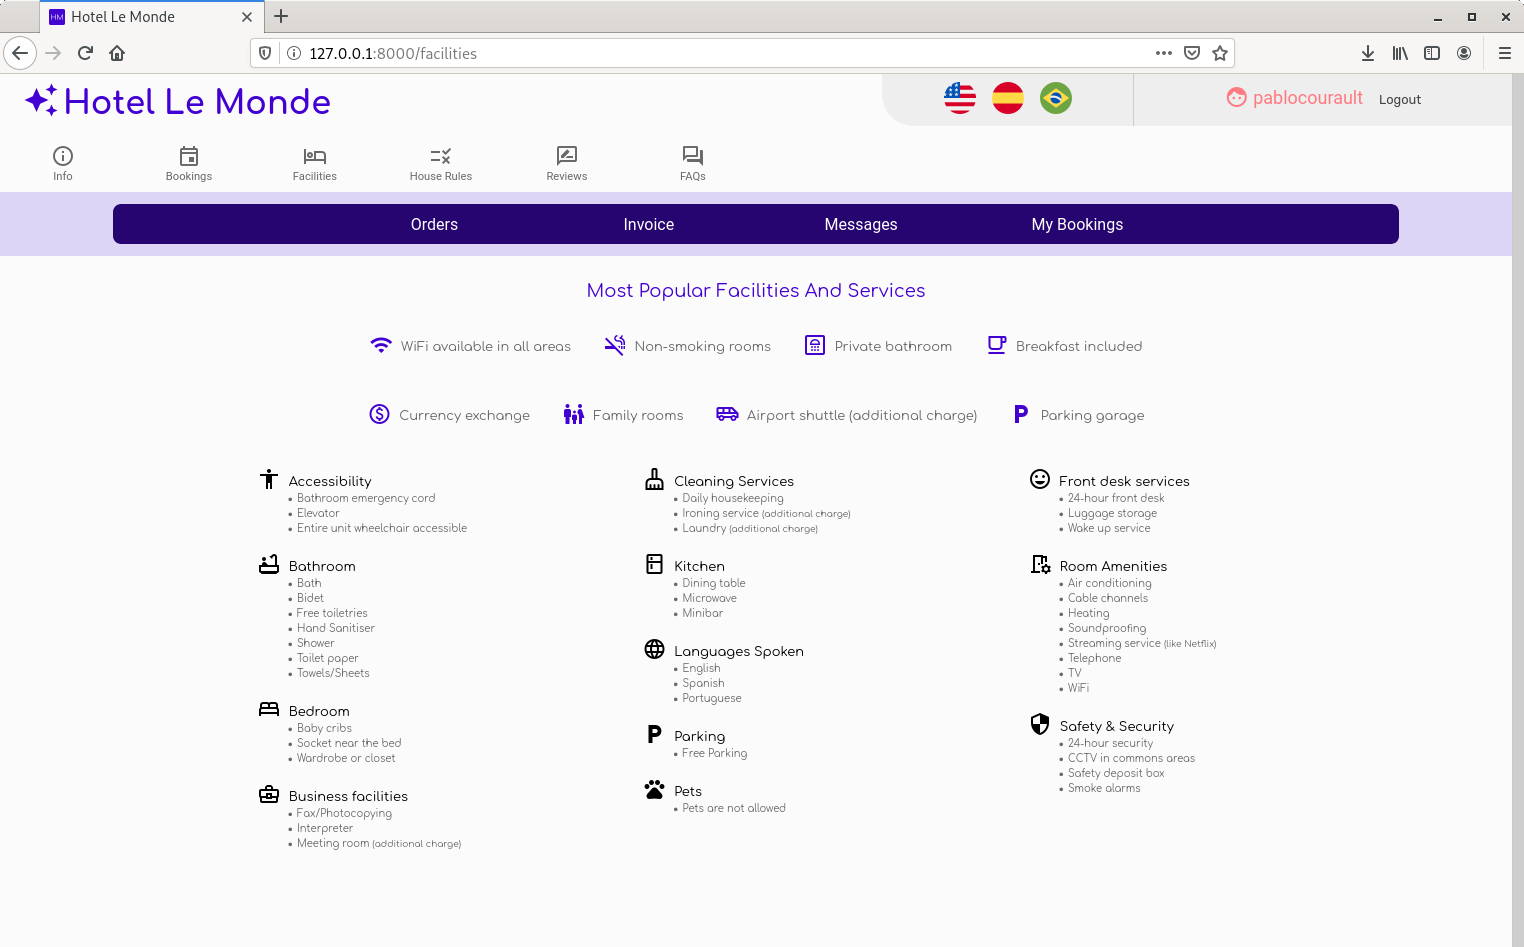 HM Hotel Le Monde
127.0.0.1:8000/facilities
Hotel Le Monde
pablocourault Logout
Info Bookings Facilities House Rules Reviews FAQs
Orders Invoice Messages My Bookings
Most Popular Facilities And Services
WiFi available in all areas Non-smoking rooms Private bathroom Breakfast included
Currency exchange Family rooms Airport shuttle (additional charge) P Parking garage
Accessibility
• Bathroom emergency cord
• Elevator
• Entire unit wheelchair accessible
Bathroom
• Bath
• Bidet
• Free toiletries
• Hand Sanitiser
• Shower
• Toilet paper
• Towels/Sheets
Bedroom
• Baby cribs
• Socket near the bed
• Wardrobe or closet
Business facilities
• Fax/Photocopying
• Interpreter
• Meeting room (additional charge)
Cleaning Services
• Daily housekeeping
• Ironing service (additional charge)
• Laundry (additional charge)
Kitchen
• Dining table
• Microwave
• Minibar
Languages Spoken
• English
• Spanish
• Portuguese
P Parking
• Free Parking
Pets
• Pets are not allowed
Front desk services
• 24-hour front desk
• Luggage storage
• Wake up service
Room Amenities
• Air conditioning
• Cable channels
• Heating
• Soundproofing
• Streaming service (like Netflix)
• Telephone
• TV
• WiFi
Safety & Security
• 24-hour security
• CCTV in commons areas
• Safety deposit box
• Smoke alarms